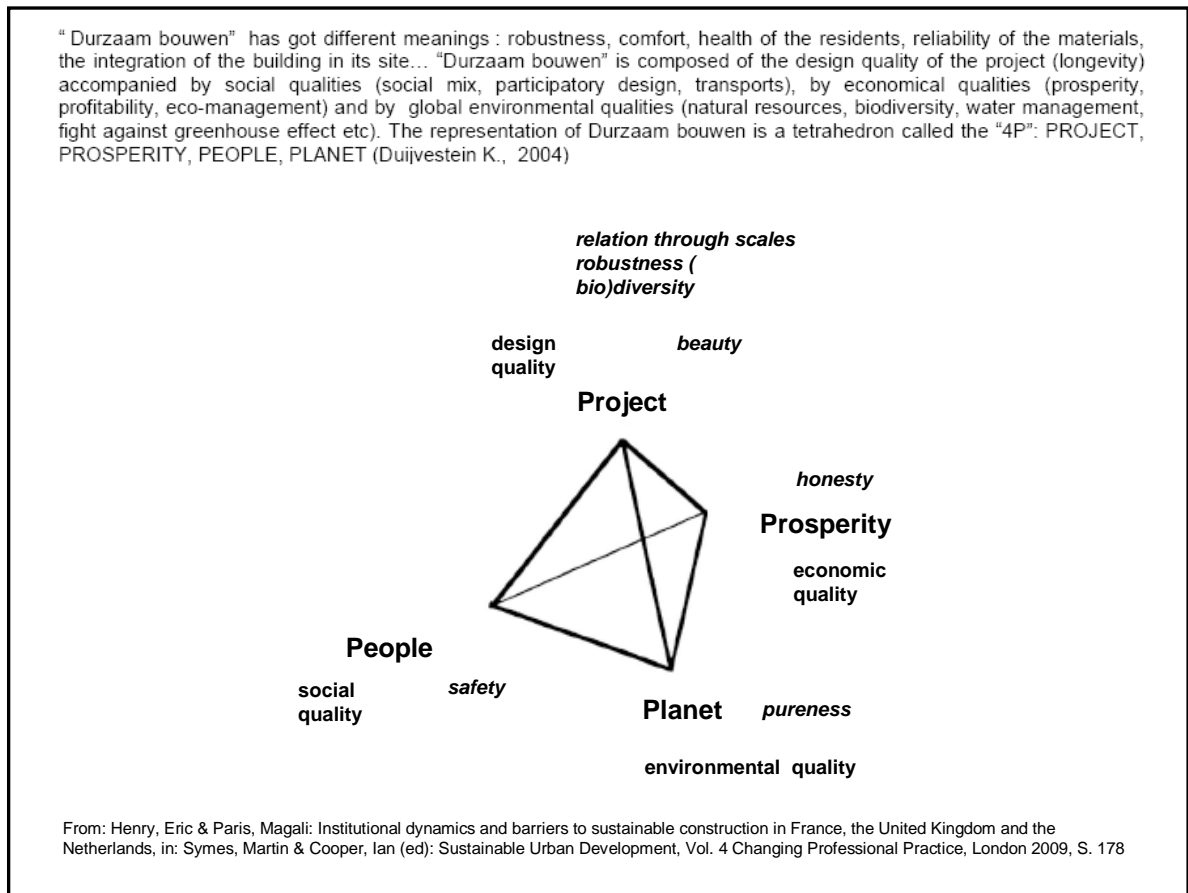 “ Durzaam bouwen” has got different meanings : robustness, comfort, health of the residents, reliability of the materials,
the integration of the building in its site… “Durzaam bouwen” is composed of the design quality of the project (longevity)
accompanied by social qualities (social mix, participatory design, transports), by economical qualities (prosperity,
profitability, eco-management) and by global environmental qualities (natural resources, biodiversity, water management,
fight against greenhouse effect etc). The representation of Durzaam bouwen is a tetrahedron called the “4P”: PROJECT,
PROSPERITY, PEOPLE, PLANET (Duijvestein K., 2004)
relation through scales
robustness (
bio)diversity
design
quality
beauty
Project
honesty
Prosperity
economic
quality
People
social
quality
safety
Planet
pureness
environmental quality
From: Henry, Eric & Paris, Magali: Institutional dynamics and barriers to sustainable construction in France, the United Kingdom and the
Netherlands, in: Symes, Martin & Cooper, Ian (ed): Sustainable Urban Development, Vol. 4 Changing Professional Practice, London 2009, S. 178